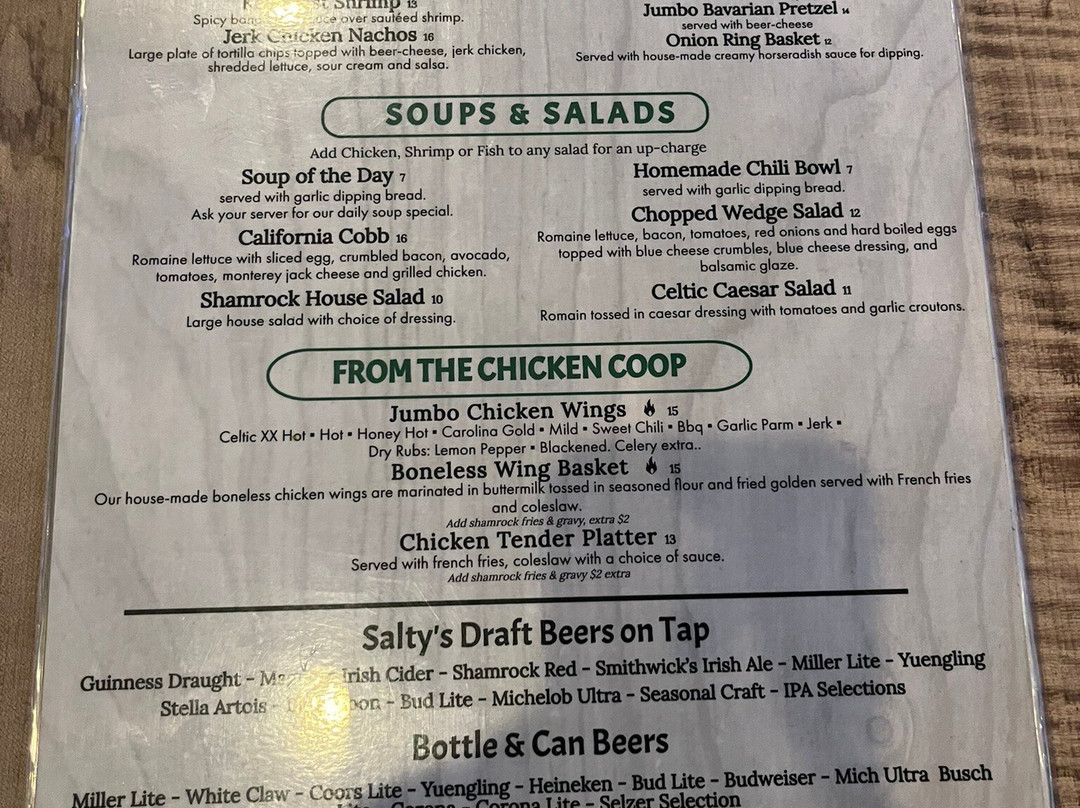 Shrimp 13
Spicy sauce over sautéed shrimp.
Jerk Chicken Nachos 16
Large plate of tortilla chips topped with beer-cheese, jerk chicken,
shredded lettuce, sour cream and salsa.
Jumbo Bavarian Pretzel 14
served with beer-cheese
Onion Ring Basket 12
Served with house-made creamy horseradish sauce for dipping.
SOUPS & SALADS
Add Chicken, Shrimp or Fish to any salad for an up-charge
Soup of the Day 7
served with garlic dipping bread.
Ask your server for our daily soup special.
California Cobb 16
Romaine lettuce with sliced egg, crumbled bacon, avocado,
tomatoes, monterey jack cheese and grilled chicken.
Shamrock House Salad 10
Large house salad with choice of dressing.
Homemade Chili Bowl 7
served with garlic dipping bread.
Chopped Wedge Salad 12
Romaine lettuce, bacon, tomatoes, red onions and hard boiled eggs
topped with blue cheese crumbles, blue cheese dressing, and
balsamic glaze.
Celtic Caesar Salad 11
Romain tossed in caesar dressing with tomatoes and garlic croutons.
FROM THE CHICKEN COOP
Jumbo Chicken Wings 15
Celtic XX Hot ▪ Hot ▪ Honey Hot ▪ Carolina Gold ▪ Mild ▪ Sweet Chili ▪ Bbq ▪ Garlic Parm ▪ Jerk ▪
Dry Rubs: Lemon Pepper ▪ Blackened. Celery extra..
Boneless Wing Basket 15
Our house-made boneless chicken wings are marinated in buttermilk tossed in seasoned flour and fried golden served with French fries
and coleslaw.
Add shamrock fries & gravy, extra $2
Chicken Tender Platter 13
Served with french fries, coleslaw with a choice of sauce.
Add shamrock fries & gravy $2 extra
Salty's Draft Beers on Tap
Guinness Draught - Irish Cider - Shamrock Red - Smithwick's Irish Ale - Miller Lite - Yuengling
Stella Artois - - Bud Lite - Michelob Ultra - Seasonal Craft - IPA Selections
Bottle & Can Beers
Miller Lite - White Claw - Coors Lite - Yuengling - Heineken - Bud Lite - Budweiser - Mich Ultra Busch
Lite - Corona - Corona Lite - Selzer Selection